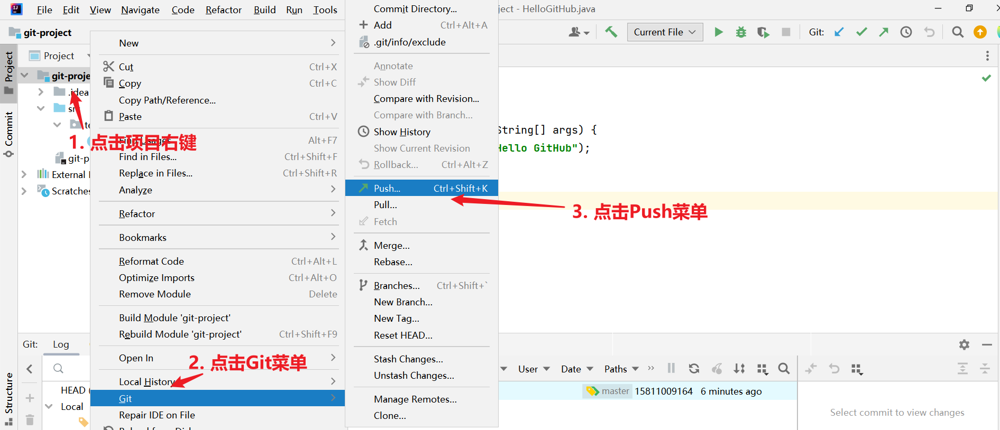 File Edit View Navigate Code Refactor Build Run Tools
ject - HelloGitHub.java
git-project
Current File
Git:
Project
Project
git-proje
.idea
src
te
git-p
External
Scratches
Commit
Structure
New
Cut Ctrl+X
Copy Ctrl+C
Copy Path/Reference...
Paste Ctrl+V
1. 点击项目右键
Find Usages Alt+F7
Find in Files... Ctrl+Shift+F
Replace in Files... Ctrl+Shift+R
Analyze
Refactor
Bookmarks
Reformat Code Ctrl+Alt+L
Optimize Imports Ctrl+Alt+O
Remove Module Delete
Build Module 'git-project'
Rebuild Module 'git-project' Ctrl+Shift+F9
Open In
2. 点击Git菜单
Local History
Git
Repair IDE on File
Commit Directory...
Add Ctrl+Alt+A
.git/info/exclude
Annotate
Show Diff
Compare with Revision...
Compare with Branch...
Show History
Show Current Revision
Rollback... Ctrl+Alt+Z
Push... Ctrl+Shift+K
Pull...
Fetch
3. 点击Push菜单
Merge...
Rebase...
Branches... Ctrl+Shift+`
New Branch...
New Tag...
Reset HEAD...
Stash Changes...
Unstash Changes...
Manage Remotes...
Clone...
String[] args) {
Hello GitHub");
Git: Log
HEAD (
Local
User Date Paths
master 15811009164 6 minutes ago
Select commit to view changes